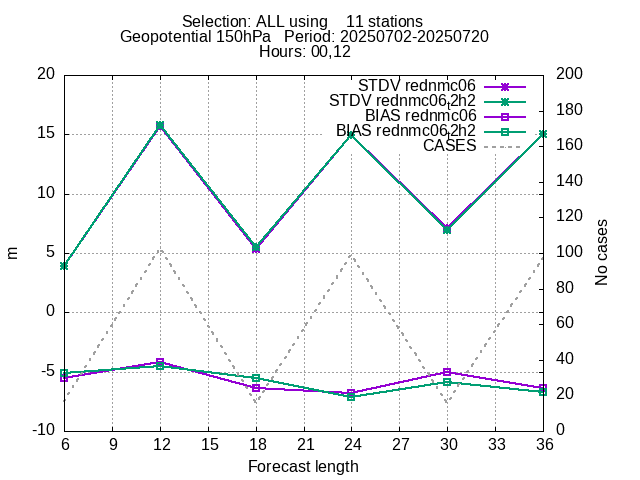 Selection: ALL using    11 stations
Geopotential 150hPa   Period: 20250702-20250720
Hours: 00,12
20
15
10
5
0
-5
-10
m
200
180
160
140
120
100
80
60
40
20
0
No cases
STDV rednmc06
STDV rednmc06,2h2
BIAS rednmc06
BIAS rednmc06,2h2
CASES
6 9 12 15 18 21 24 27 30 33 36
Forecast length